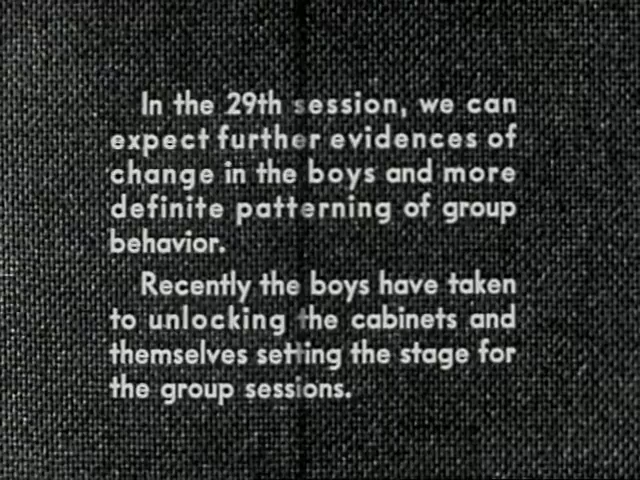 In the 29th session, we can
expect further evidences of
change in the boys and more
definite patterning of group
behavior.
Recently the boys have taken
to unlocking the cabinets and
themselves setting the stage for
the group sessions.